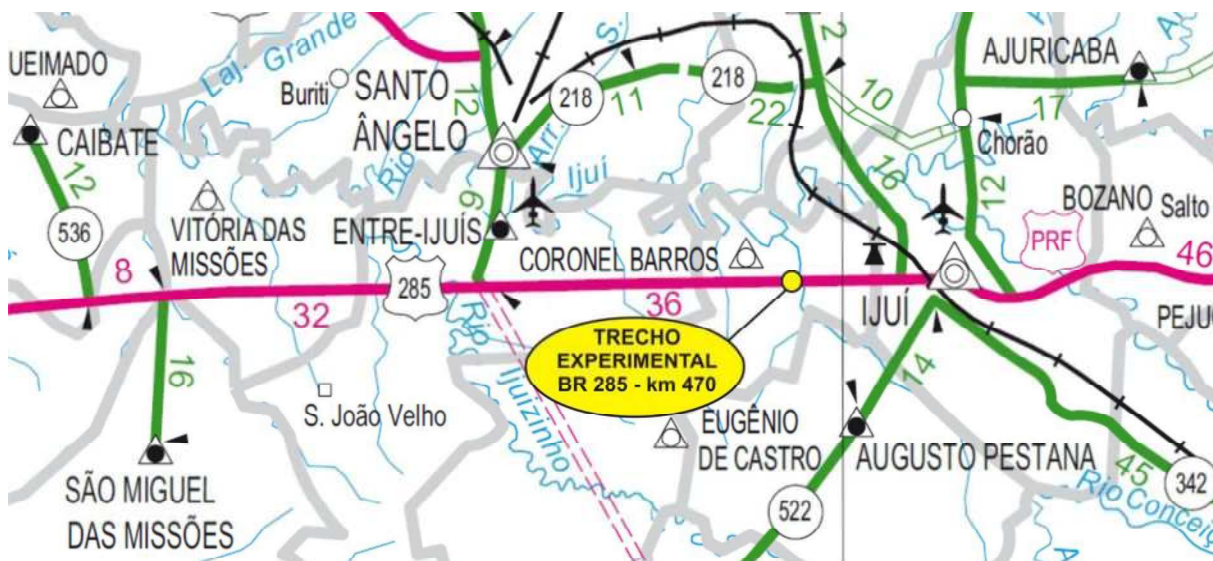 UEIMADO
CAIBATE
12
536
8
Laj. Grande
Buriti
SANTO
ÂNGELO
12
Rio
VITÓRIA DAS
MISSÕES
ENTRE-IJUÍS
6
S.
Arr.
Ijuí
218
11
218
22
2
10
16
AJURICABA
17
Chorão
12
BOZANO
Salto
PRF
46
CORONEL BARROS
IJUÍ
PEJU
32
285
36
TRECHO
EXPERIMENTAL
BR 285 - km 470
Rio
Ijuizinho
16
S. João Velho
SÃO MIGUEL
DAS MISSÕES
EUGÊNIO
DE CASTRO
14
AUGUSTO PESTANA
522
45
342
Rio Conceiç
A